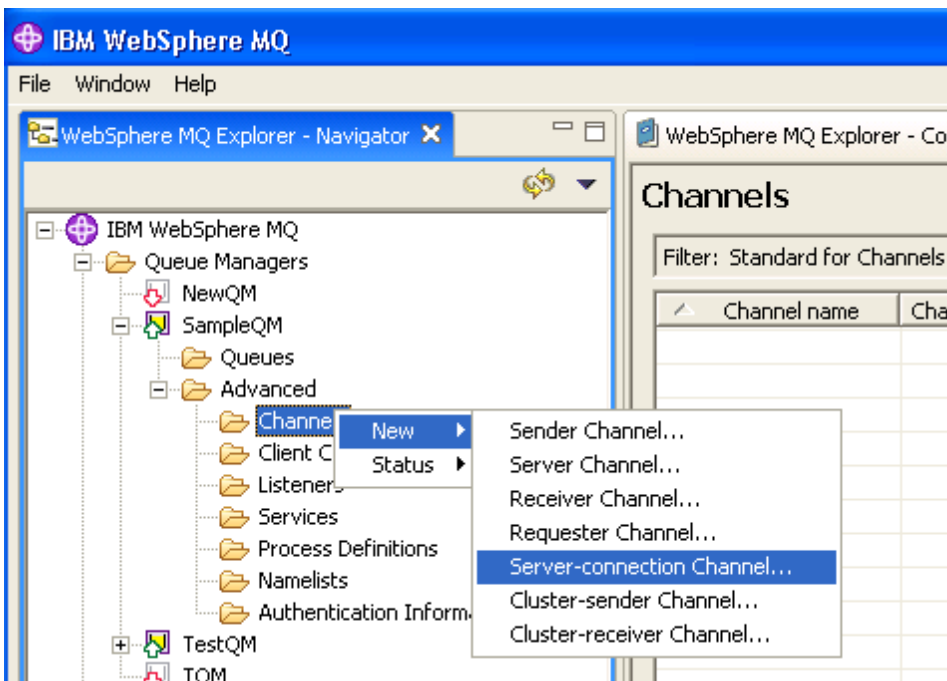 IBM WebSphere MQ
File Window Help
WebSphere MQ Explorer - Navigator
WebSphere MQ Explorer - Co
Channels
IBM WebSphere MQ
Queue Managers
Filter: Standard for Channels
NewQM
Channel name Cha
SampleQM
Queues
Advanced
Channe
New
Sender Channel...
Client C
Status
Server Channel...
Listeners
Receiver Channel...
Services
Requester Channel...
Process Definitions
Server-connection Channel...
Namelists
Cluster-sender Channel...
Authentication Inform
Cluster-receiver Channel...
TestQM
TQM